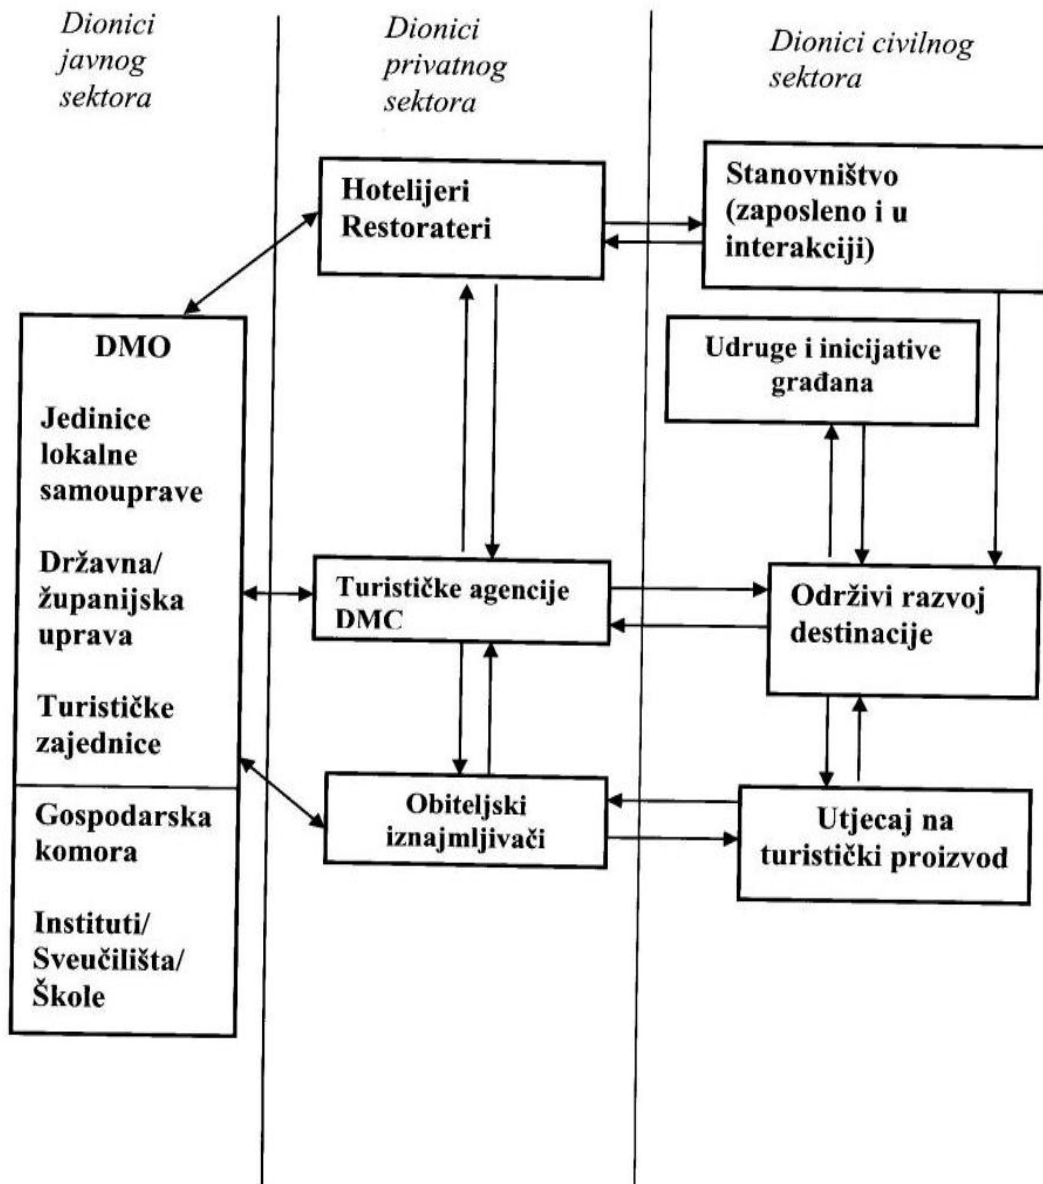 Dionici
javnog
sektora
Dionici
privatnog
sektora
Dionici civilnog
sektora
Hotelijeri
Restorateri
Stanovništvo
(zaposleno i u
interakciji)
DMO
Jedinice
lokalne
samouprave
Državna/
županijska
uprava
Turističke
zajednice
Gospodarska
komora
Instituti/
Sveučilišta/
Škole
Udruge i inicijative
građana
Turističke agencije
DMC
Održivi razvoj
destinacije
Obiteljski
iznajmljivači
Utjecaj na
turistički proizvod